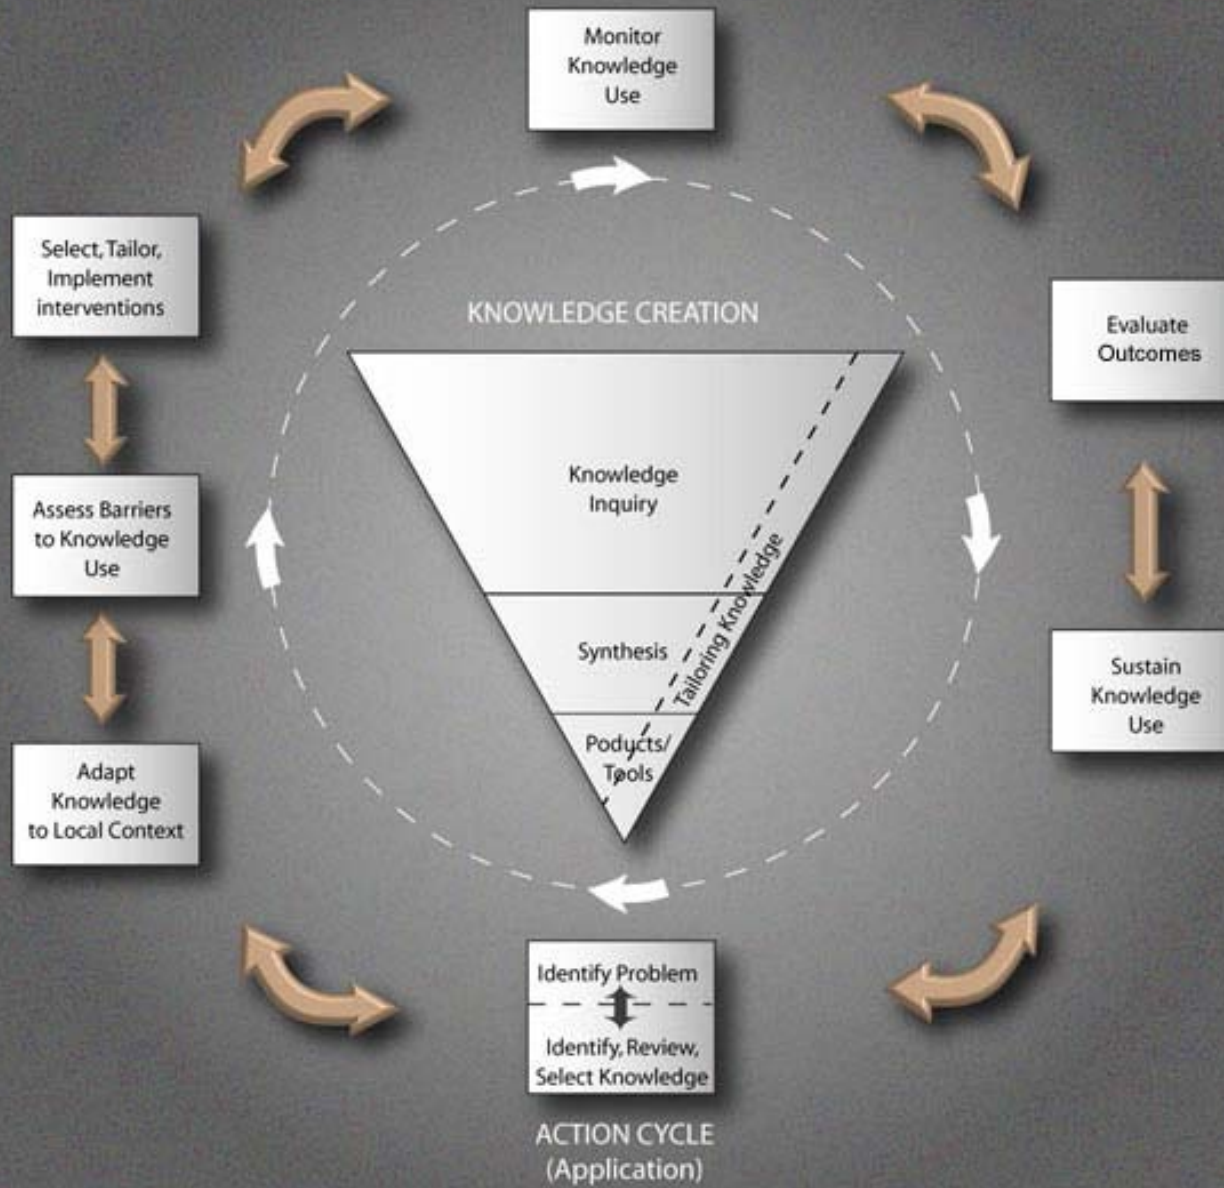 Monitor
Knowledge
Use
Select, Tailor,
Implement
interventions
KNOWLEDGE CREATION
Evaluate
Outcomes
Knowledge
Inquiry
Assess Barriers
to Knowledge
Use
Tailoring Knowledge
Synthesis
Sustain
Knowledge
Use
Poducts/
Tools
Adapt
Knowledge
to Local Context
Identify Problem
Identify, Review,
Select Knowledge
ACTION CYCLE
(Application)